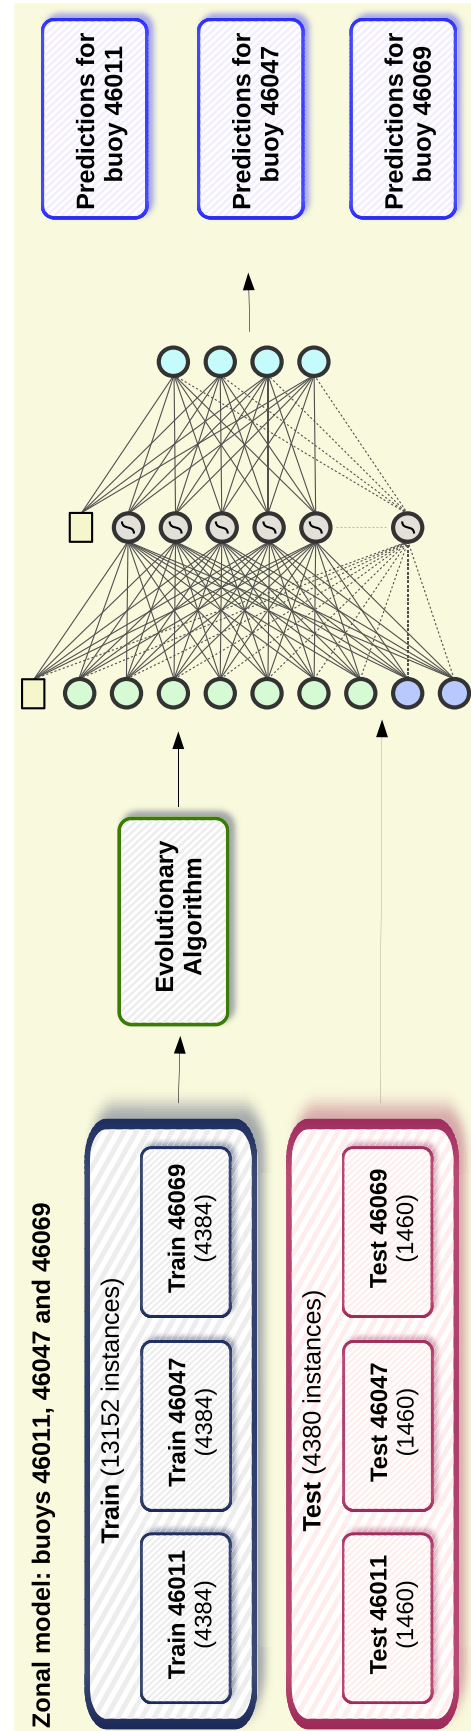 Zonal model: buoys 46011, 46047 and 46069
Train (13152 instances)
Train 46011
(4384)
Train 46047
(4384)
Train 46069
(4384)
Test (4380 instances)
Test 46011
(1460)
Test 46047
(1460)
Test 46069
(1460)
Evolutionary
Algorithm
Predictions for
buoy 46011
Predictions for
buoy 46047
Predictions for
buoy 46069